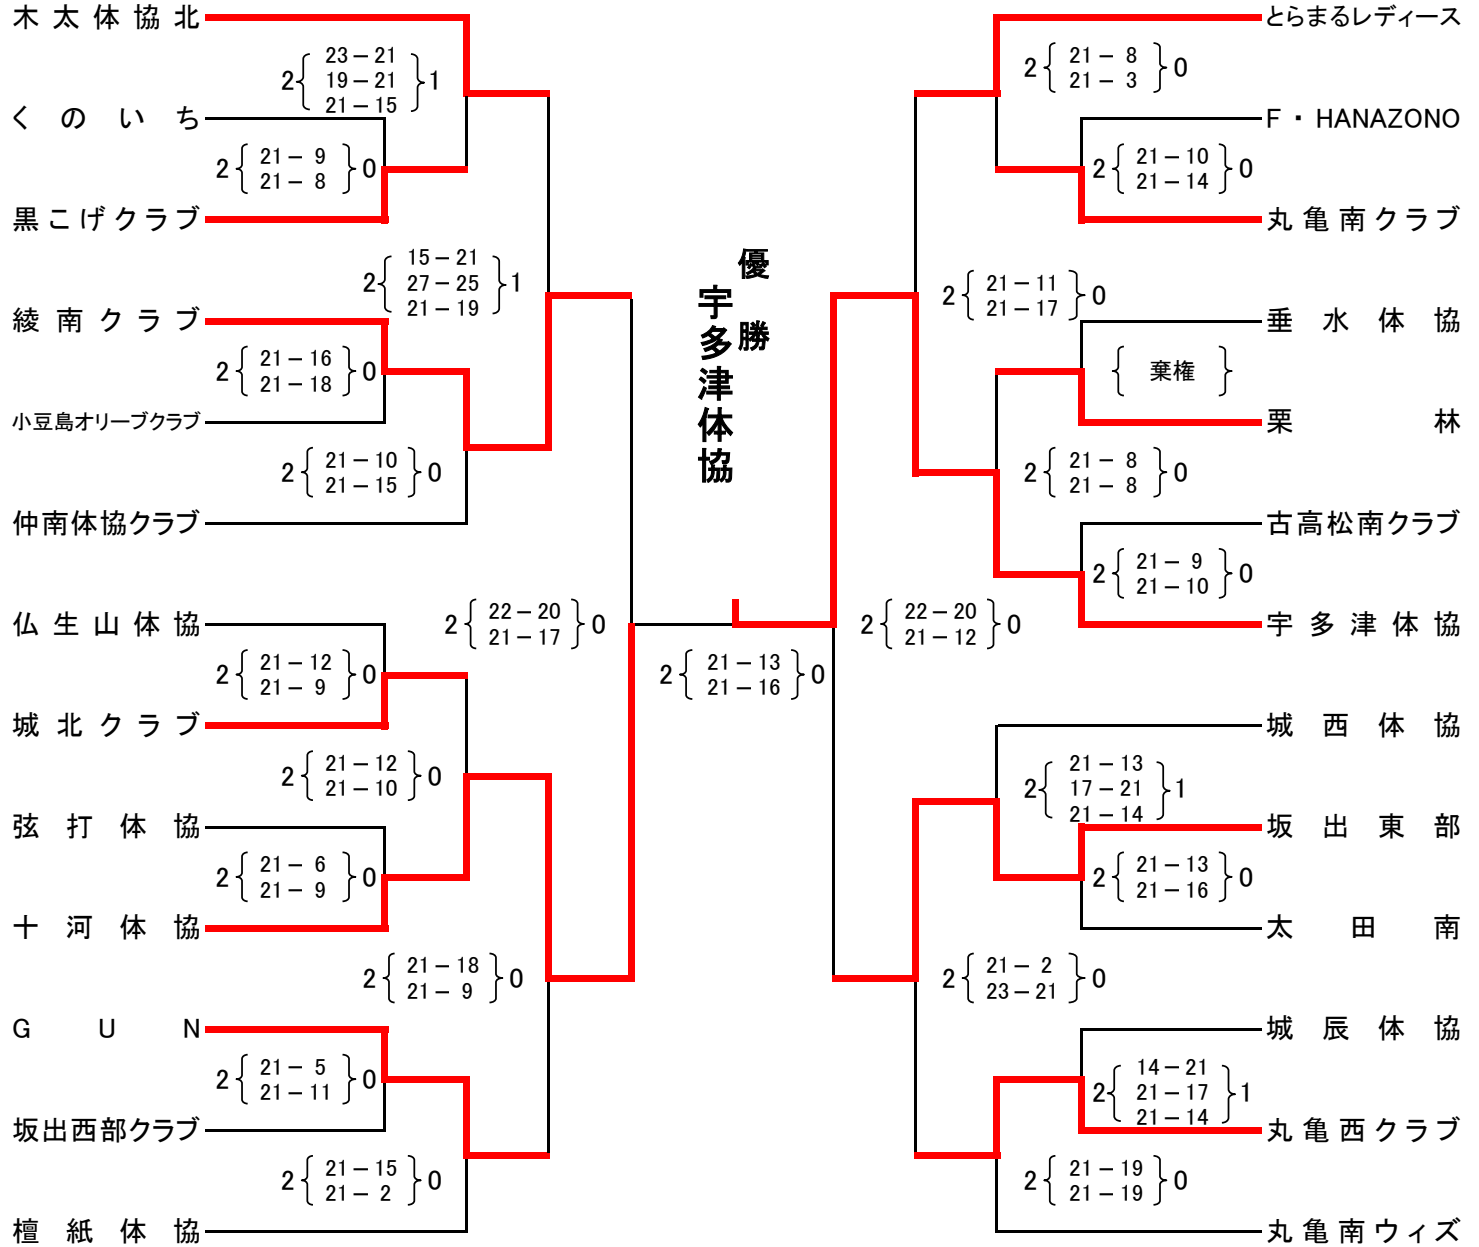 木太体協北
23－21
2 19－21 1
21－15
くのいち
21－ 9
2 0
21－ 8
黒こげクラブ
15－21
2 27－25 1
21－19
綾南クラブ
21－16
2 0
21－18
小豆島オリーブクラブ
21－10
2 0
21－15
仲南体協クラブ
22－20
2 0
21－17
仏生山体協
21－12
2 0
21－ 9
城北クラブ
21－12
2 0
21－10
弦打体協
21－ 6
2 0
21－ 9
十河体協
21－18
2 0
21－ 9
GUN
21－ 5
2 0
21－11
坂出西部クラブ
21－15
2 0
21－ 2
檀紙体協
優勝
宇多津体協
21－13
2 0
21－16
とらまるレディース
21－ 8
2 0
21－ 3
F・HANAZONO
21－10
2 0
21－14
丸亀南クラブ
21－11
2 0
21－17
垂水体協
棄権
栗林
21－ 8
2 0
21－ 8
古高松南クラブ
21－ 9
2 0
21－10
宇多津体協
22－20
2 0
21－12
城西体協
21－13
2 17－21 1
21－14
坂出東部
21－13
2 0
21－16
太田南
21－ 2
2 0
23－21
城辰体協
14－21
2 21－17 1
21－14
丸亀西クラブ
21－19
2 0
21－19
丸亀南ウィズ